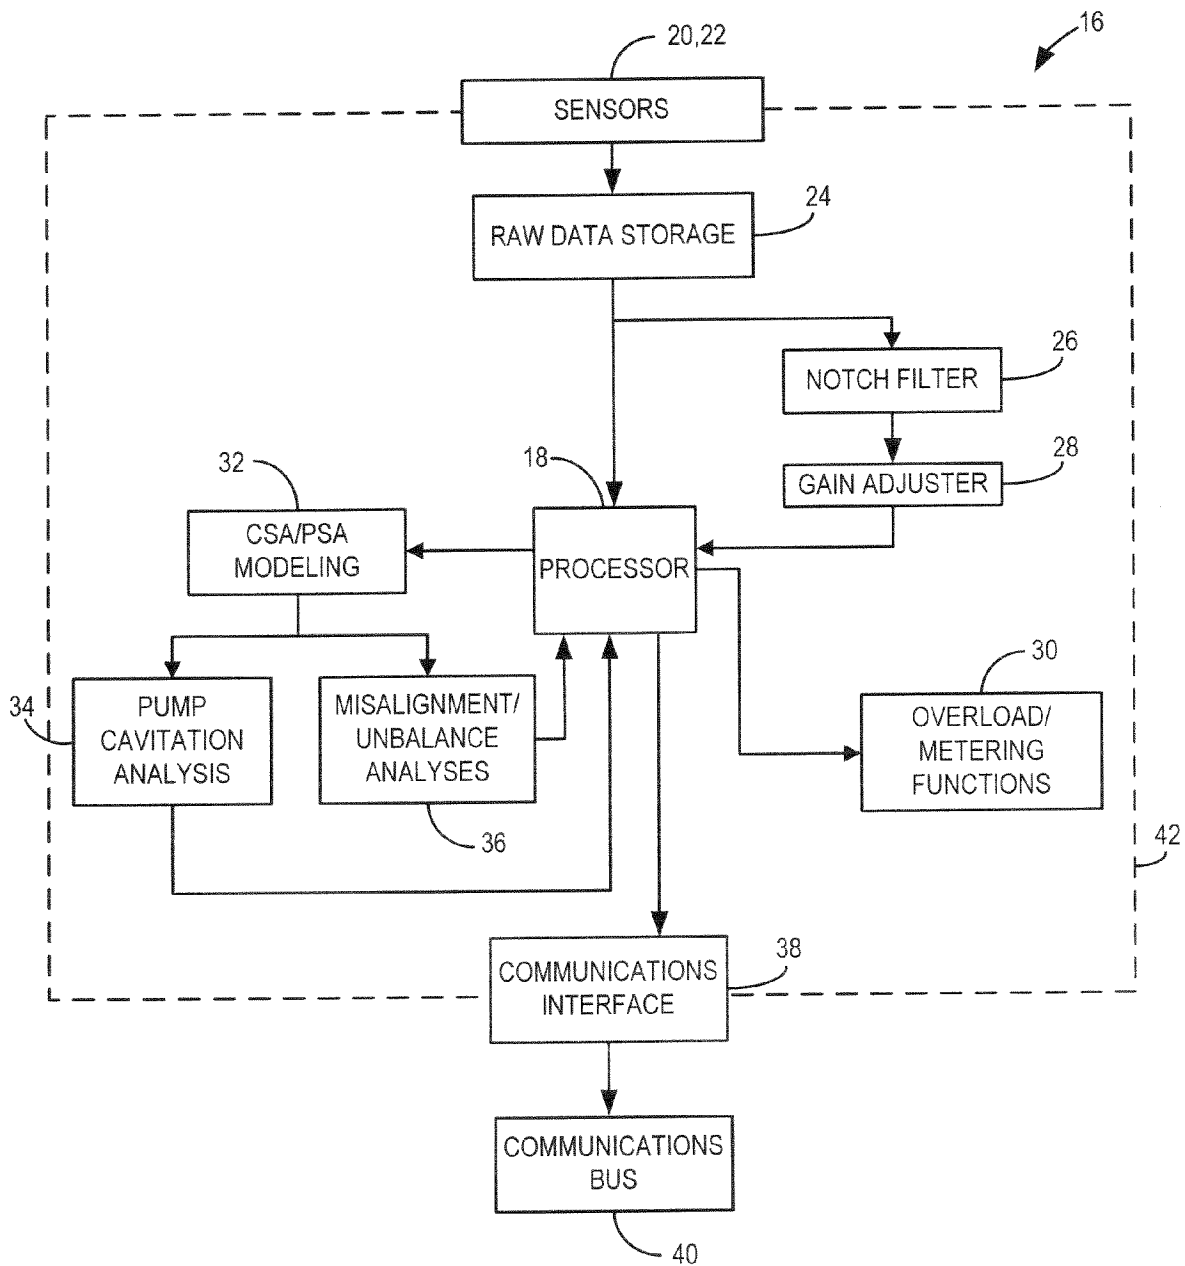 16
20,22
SENSORS
24
RAW DATA STORAGE
26
NOTCH FILTER
28
GAIN ADJUSTER
32
18
CSA/PSA
MODELING
PROCESSOR
30
34
PUMP
CAVITATION
ANALYSIS
MISALIGNMENT/
UNBALANCE
ANALYSES
36
OVERLOAD/
METERING
FUNCTIONS
42
38
COMMUNICATIONS
INTERFACE
COMMUNICATIONS
BUS
40